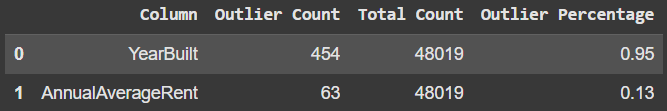 Column Outlier Count Total Count Outlier Percentage
0 YearBuilt 454 48019 0.95
1 AnnualAverageRent 63 48019 0.13